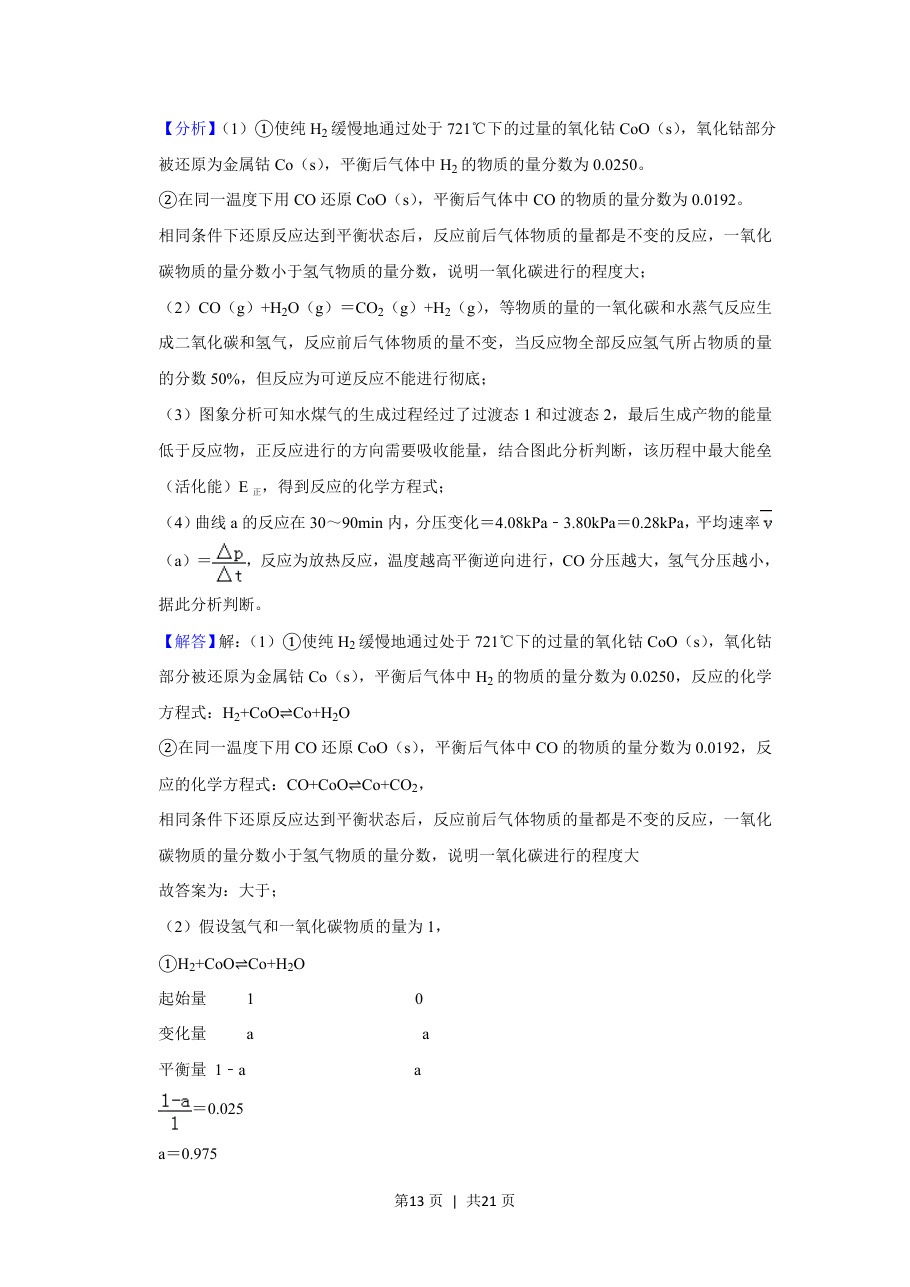 【分析】（1）①使纯 H2 缓慢地通过处于 721℃下的过量的氧化钴 CoO（s），氧化钴部分
被还原为金属钴 Co（s），平衡后气体中 H2 的物质的量分数为 0.0250。
②在同一温度下用 CO 还原 CoO（s），平衡后气体中 CO 的物质的量分数为 0.0192。
相同条件下还原反应达到平衡状态后，反应前后气体物质的量都是不变的反应，一氧化
碳物质的量分数小于氢气物质的量分数，说明一氧化碳进行的程度大；
（2）CO（g）+H2O（g）＝CO2（g）+H2（g），等物质的量的一氧化碳和水蒸气反应生
成二氧化碳和氢气，反应前后气体物质的量不变，当反应物全部反应氢气所占物质的量
的分数 50%，但反应为可逆反应不能进行彻底；
（3）图象分析可知水煤气的生成过程经过了过渡态 1 和过渡态 2，最后生成产物的能量
低于反应物，正反应进行的方向需要吸收能量，结合图此分析判断，该历程中最大能垒
（活化能）E 正，得到反应的化学方程式；
（4）曲线 a 的反应在 30～90min 内，分压变化＝4.08kPa﹣3.80kPa＝0.28kPa，平均速率 v̅
（a）＝△p/△t，反应为放热反应，温度越高平衡逆向进行，CO 分压越大，氢气分压越小，
据此分析判断。
【解答】解：（1）①使纯 H2 缓慢地通过处于 721℃下的过量的氧化钴 CoO（s），氧化钴
部分被还原为金属钴 Co（s），平衡后气体中 H2 的物质的量分数为 0.0250，反应的化学
方程式：H2+CoO⇌Co+H2O
②在同一温度下用 CO 还原 CoO（s），平衡后气体中 CO 的物质的量分数为 0.0192，反
应的化学方程式：CO+CoO⇌Co+CO2，
相同条件下还原反应达到平衡状态后，反应前后气体物质的量都是不变的反应，一氧化
碳物质的量分数小于氢气物质的量分数，说明一氧化碳进行的程度大
故答案为：大于；
（2）假设氢气和一氧化碳物质的量为 1，
①H2+CoO⇌Co+H2O
起始量 1 0
变化量 a a
平衡量 1﹣a a
1-a/1＝0.025
a＝0.975
第13 页 | 共21 页